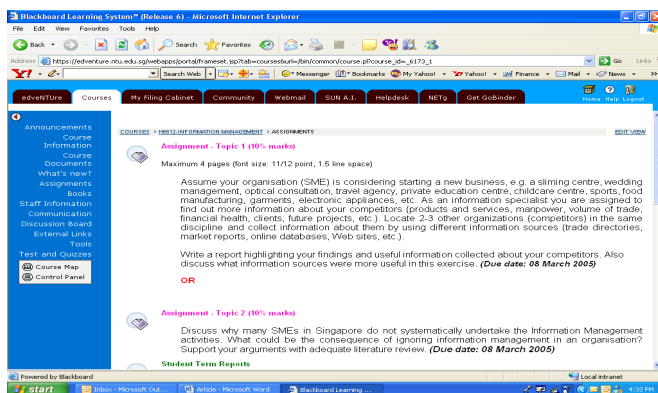 Blackboard Learning System™ (Release 6) - Microsoft Internet Explorer
File Edit View Favorites Tools Help
Back Search Favorites
Address https://edventure.ntu.edu.sg/webapps/portal/frameset.jsp?tab=courses&url=/bin/common/course.pl?course_id=_6173_1 Go Links
Y! Search Web Messenger Bookmarks My Yahoo! Yahoo! Finance Mail News
edveNTUre Courses My Filing Cabinet Community Webmail SUN A.I. Helpdesk NETg Get GoBinder Home Help Logout
Announcements
Course
Information
Course
Documents
What's new?
Assignments
Books
Staff Information
Communication
Discussion Board
External Links
Tools
Test and Quizzes
Course Map
Control Panel
COURSES > H6612-INFORMATION MANAGEMENT > ASSIGNMENTS EDIT VIEW
Assignment - Topic 1 (10% marks)
Maximum 4 pages (font size: 11/12 point, 1.5 line space)
Assume your organisation (SME) is considering starting a new business, e.g. a sliming centre, wedding
management, optical consultation, travel agency, private education centre, childcare centre, sports, food
manufacturing, garments, electronic appliances, etc. As an information specialist you are assigned to
find out more information about your competitors (products and services, manpower, volume of trade,
financial health, clients, future projects, etc.). Locate 2-3 other organizations (competitors) in the same
discipline and collect information about them by using different information sources (trade directories,
market reports, online databases, Web sites, etc.).
Write a report highlighting your findings and useful information collected about your competitors. Also
discuss what information sources were more useful in this exercise. (Due date: 08 March 2005)
OR
Assignment - Topic 2 (10% marks)
Discuss why many SMEs in Singapore do not systematically undertake the Information Management
activities. What could be the consequence of ignoring information management in an organisation?
Support your arguments with adequate literature review. (Due date: 08 March 2005)
Student Term Reports
Powered by Blackboard Local intranet
start Inbox - Microsoft Out... Article - Microsoft Word Blackboard Learning ... 4:33 PM